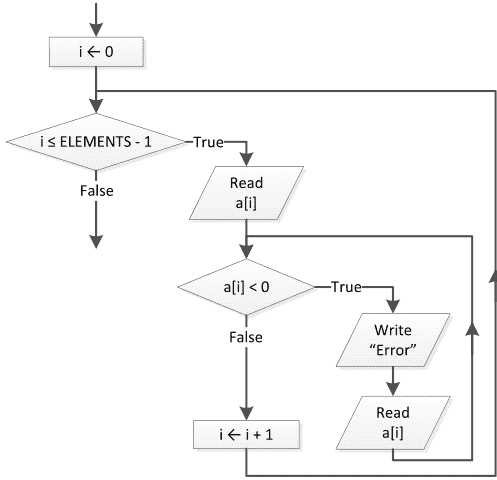 i ← 0
i ≤ ELEMENTS - 1
True
False
Read
a[i]
a[i] < 0
True
False
Write
“Error”
Read
a[i]
i ← i + 1